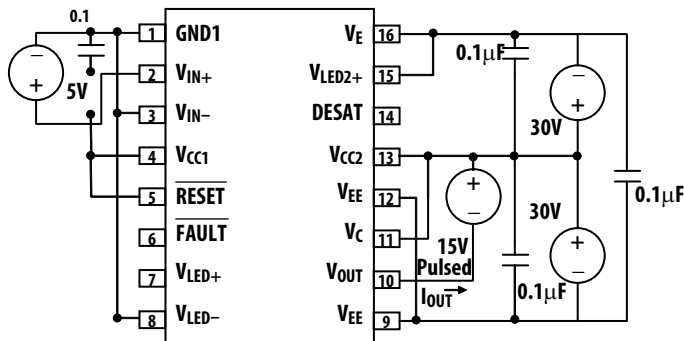 0.1
5V
1 GND1
2 VIN+
3 VIN–
4 VCC1
5 RESET
6 FAULT
7 VLED+
8 VLED–
VE 16
VLED2+ 15
DESAT 14
VCC2 13
VEE 12
VC 11
VOUT 10
VEE 9
0.1μF
30V
30V
0.1μF
15V
Pulsed
IOUT
0.1μF